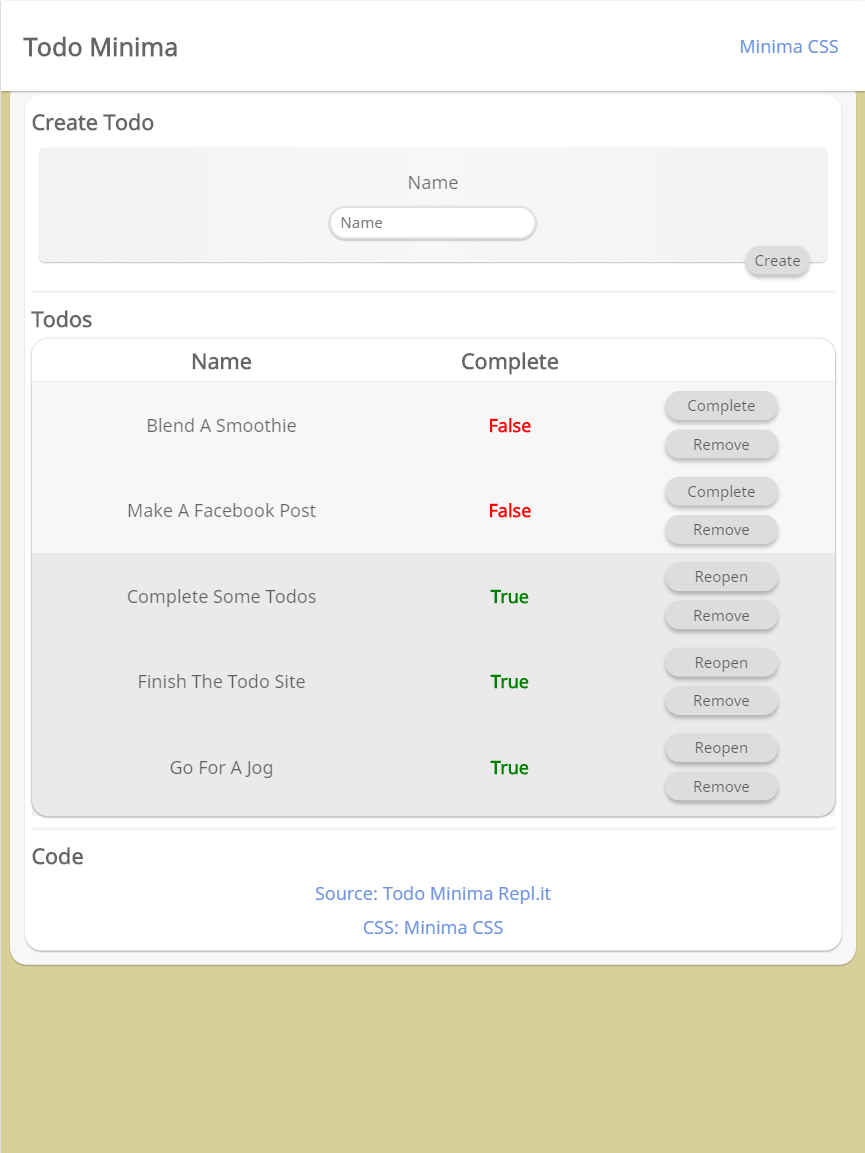 Todo Minima
Minima CSS
Create Todo
Name
Name
Create
Todos
Name Complete
Blend A Smoothie False Complete
Remove
Make A Facebook Post False Complete
Remove
Complete Some Todos True Reopen
Remove
Finish The Todo Site True Reopen
Remove
Go For A Jog True Reopen
Remove
Code
Source: Todo Minima Repl.it
CSS: Minima CSS